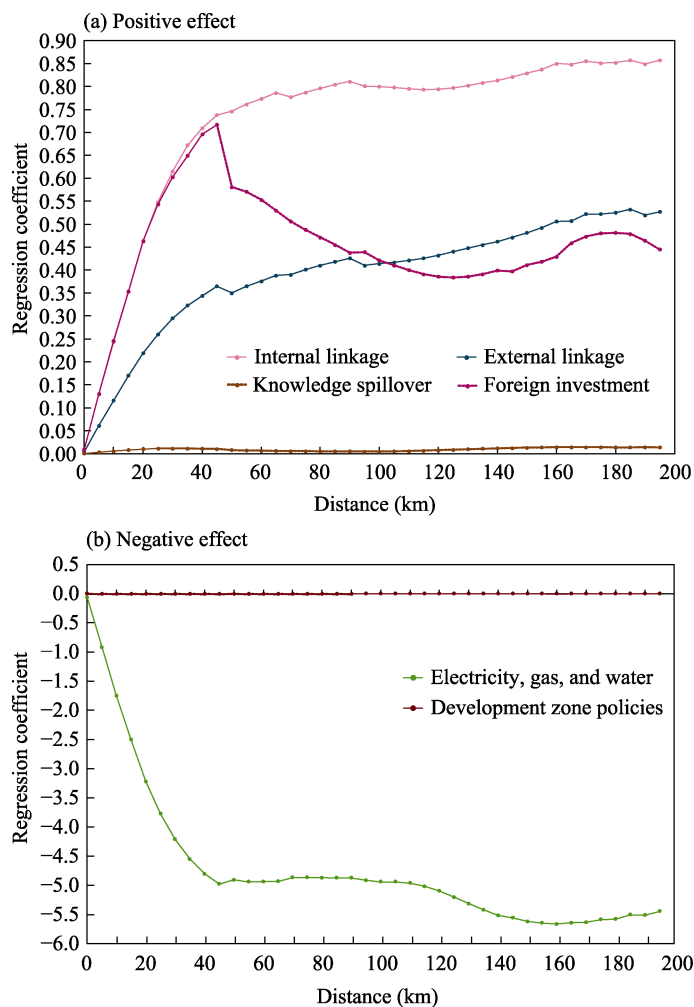 (a) Positive effect
0.90
0.85
0.80
0.75
0.70
0.65
0.60
0.55
0.50
0.45
0.40
0.35
0.30
0.25
0.20
0.15
0.10
0.05
0.00
Regression coefficient
Internal linkage
External linkage
Knowledge spillover
Foreign investment
0 20 40 60 80 100 120 140 160 180 200
Distance (km)
(b) Negative effect
0.5
0.0
−0.5
−1.0
−1.5
−2.0
−2.5
−3.0
−3.5
−4.0
−4.5
−5.0
−5.5
−6.0
Regression coefficient
Electricity, gas, and water
Development zone policies
0 20 40 60 80 100 120 140 160 180 200
Distance (km)